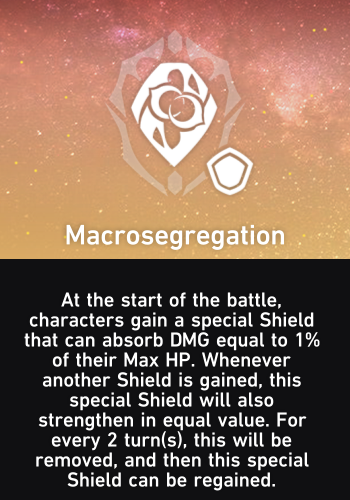 Macrosegregation
At the start of the battle,
characters gain a special Shield
that can absorb DMG equal to 1%
of their Max HP. Whenever
another Shield is gained, this
special Shield will also
strengthen in equal value. For
every 2 turn(s), this will be
removed, and then this special
Shield can be regained.